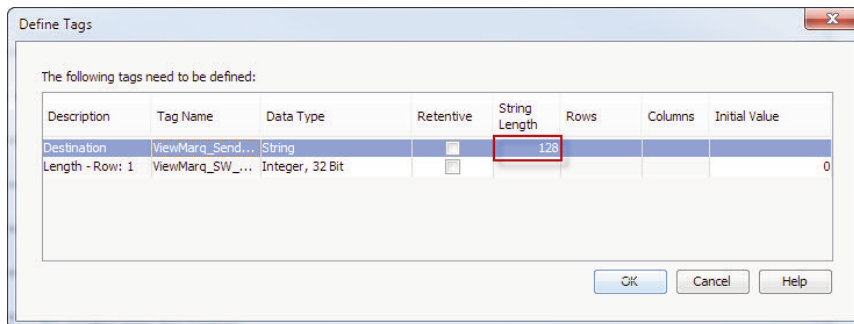 Define Tags
The following tags need to be defined:
Description Tag Name Data Type Retentive String Length Rows Columns Initial Value
Destination ViewMarq_Send... String 128
Length - Row: 1 ViewMarq_SW_... Integer, 32 Bit 0
OK Cancel Help